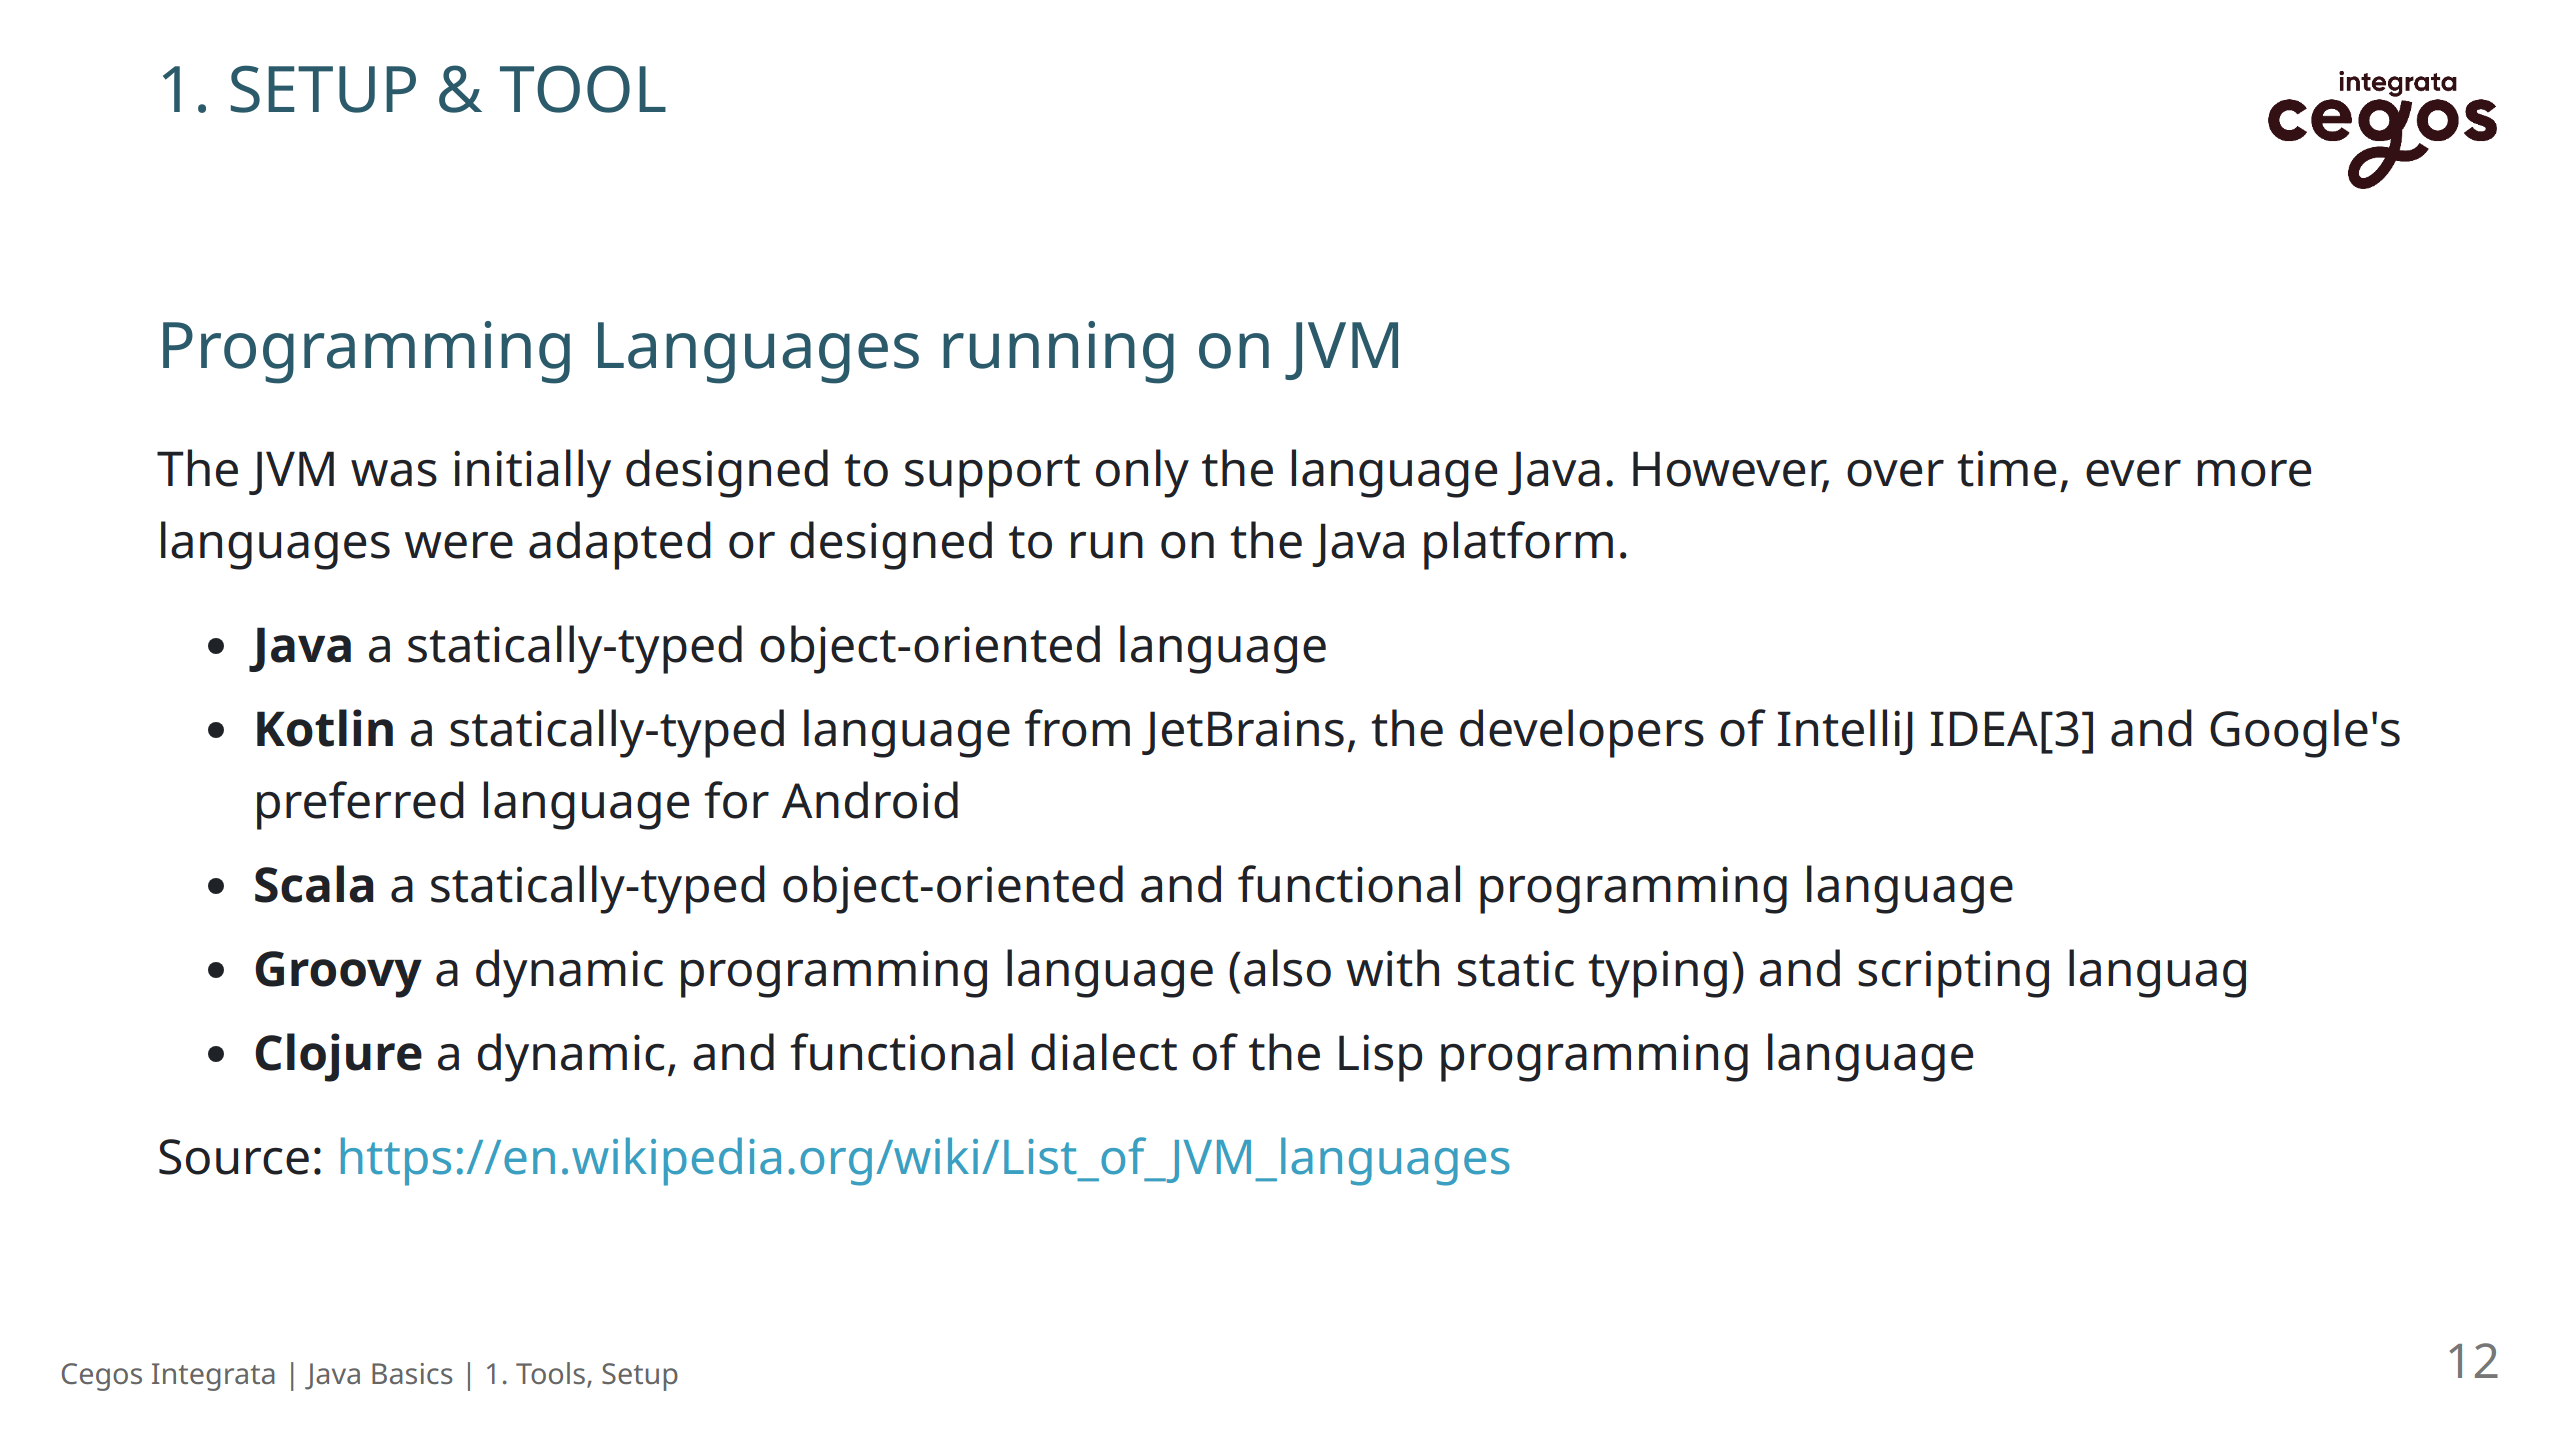 1. SETUP & TOOL
integrata
cegos
Programming Languages running on JVM
The JVM was initially designed to support only the language Java. However, over time, ever more
languages were adapted or designed to run on the Java platform.
• Java a statically-typed object-oriented language
• Kotlin a statically-typed language from JetBrains, the developers of IntelliJ IDEA[3] and Google's
preferred language for Android
• Scala a statically-typed object-oriented and functional programming language
• Groovy a dynamic programming language (also with static typing) and scripting languag
• Clojure a dynamic, and functional dialect of the Lisp programming language
Source: https://en.wikipedia.org/wiki/List_of_JVM_languages
Cegos Integrata | Java Basics | 1. Tools, Setup
12